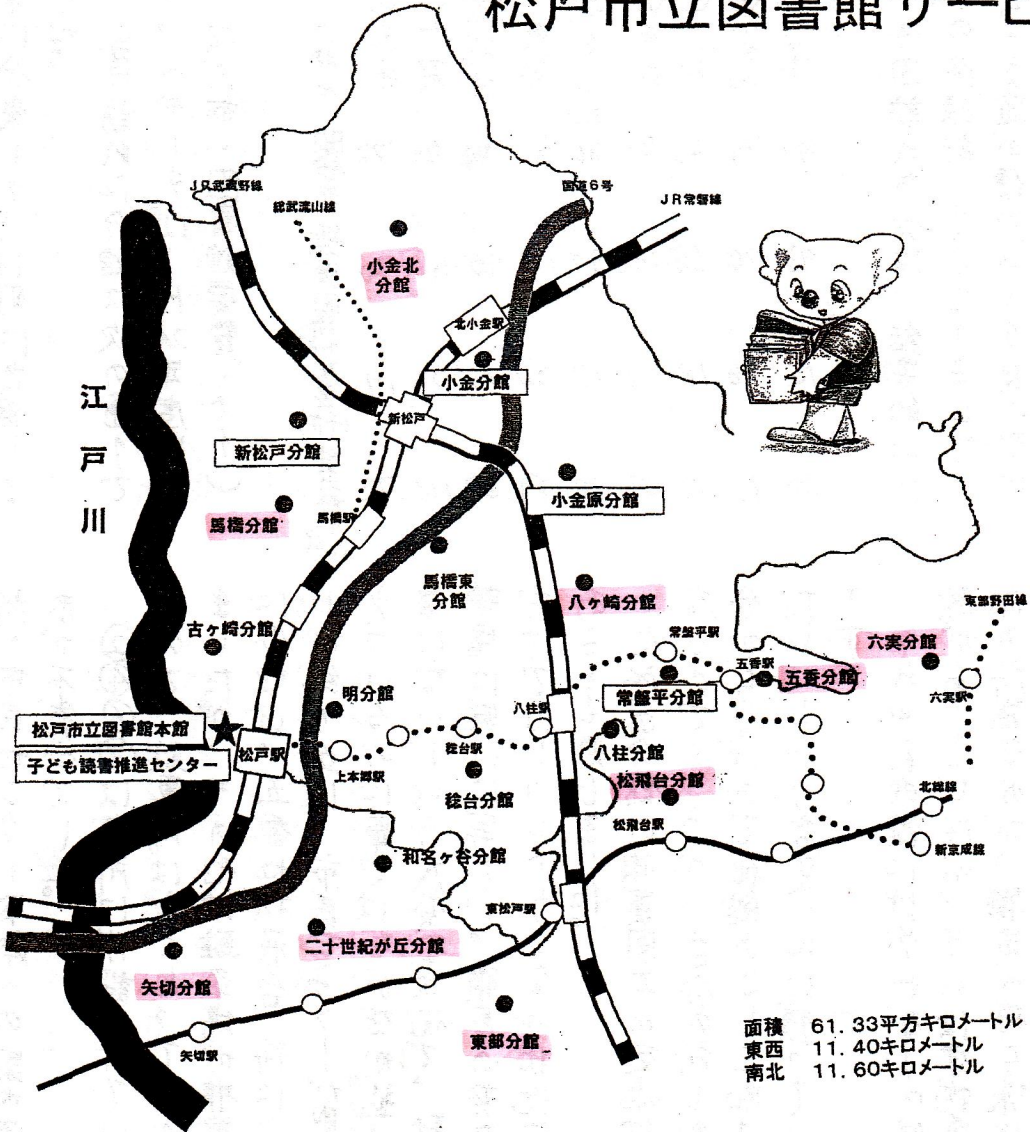 松戸市立図書館サービ
JR武蔵野線
総武流山線
国道6号
JR常磐線
小金北
分館
北小金駅
小金分館
江戸川
新松戸
新松戸分館
小金原分館
馬橋分館
馬橋駅
馬橋東
分館
八ヶ崎分館
東部野田線
古ヶ崎分館
常盤平駅
六実分館
五香駅
五香分館
六実駅
明分館
常盤平分館
八柱駅
松戸市立図書館本館
子ども読書推進センター
松戸駅
上本郷駅
稔台駅
八柱分館
稔台分館
松飛台分館
北総線
松飛台駅
新京成線
和名ヶ谷分館
東松戸駅
二十世紀が丘分館
矢切分館
矢切駅
東部分館
面積 61.33平方キロメートル
東西 11.40キロメートル
南北 11.60キロメートル